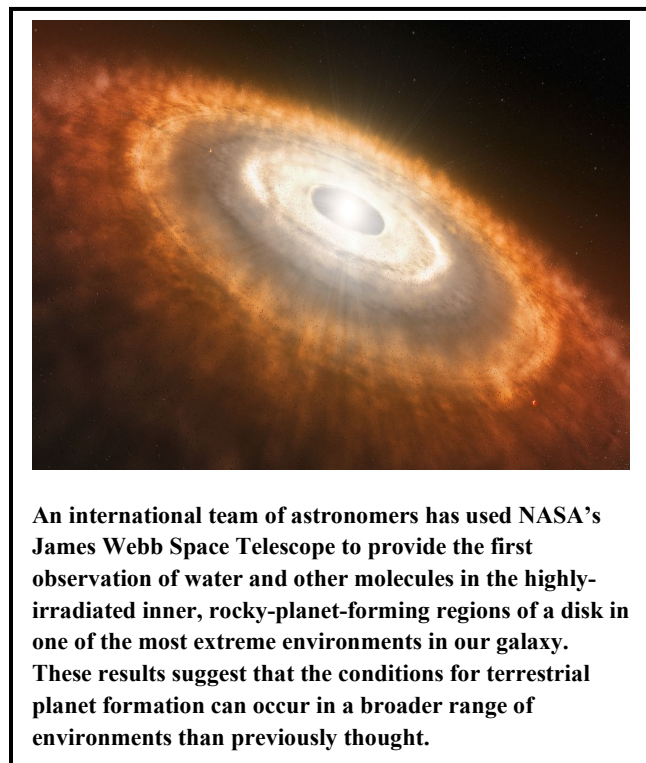 An international team of astronomers has used NASA’s
James Webb Space Telescope to provide the first
observation of water and other molecules in the highly-
irradiated inner, rocky-planet-forming regions of a disk in
one of the most extreme environments in our galaxy.
These results suggest that the conditions for terrestrial
planet formation can occur in a broader range of
environments than previously thought.